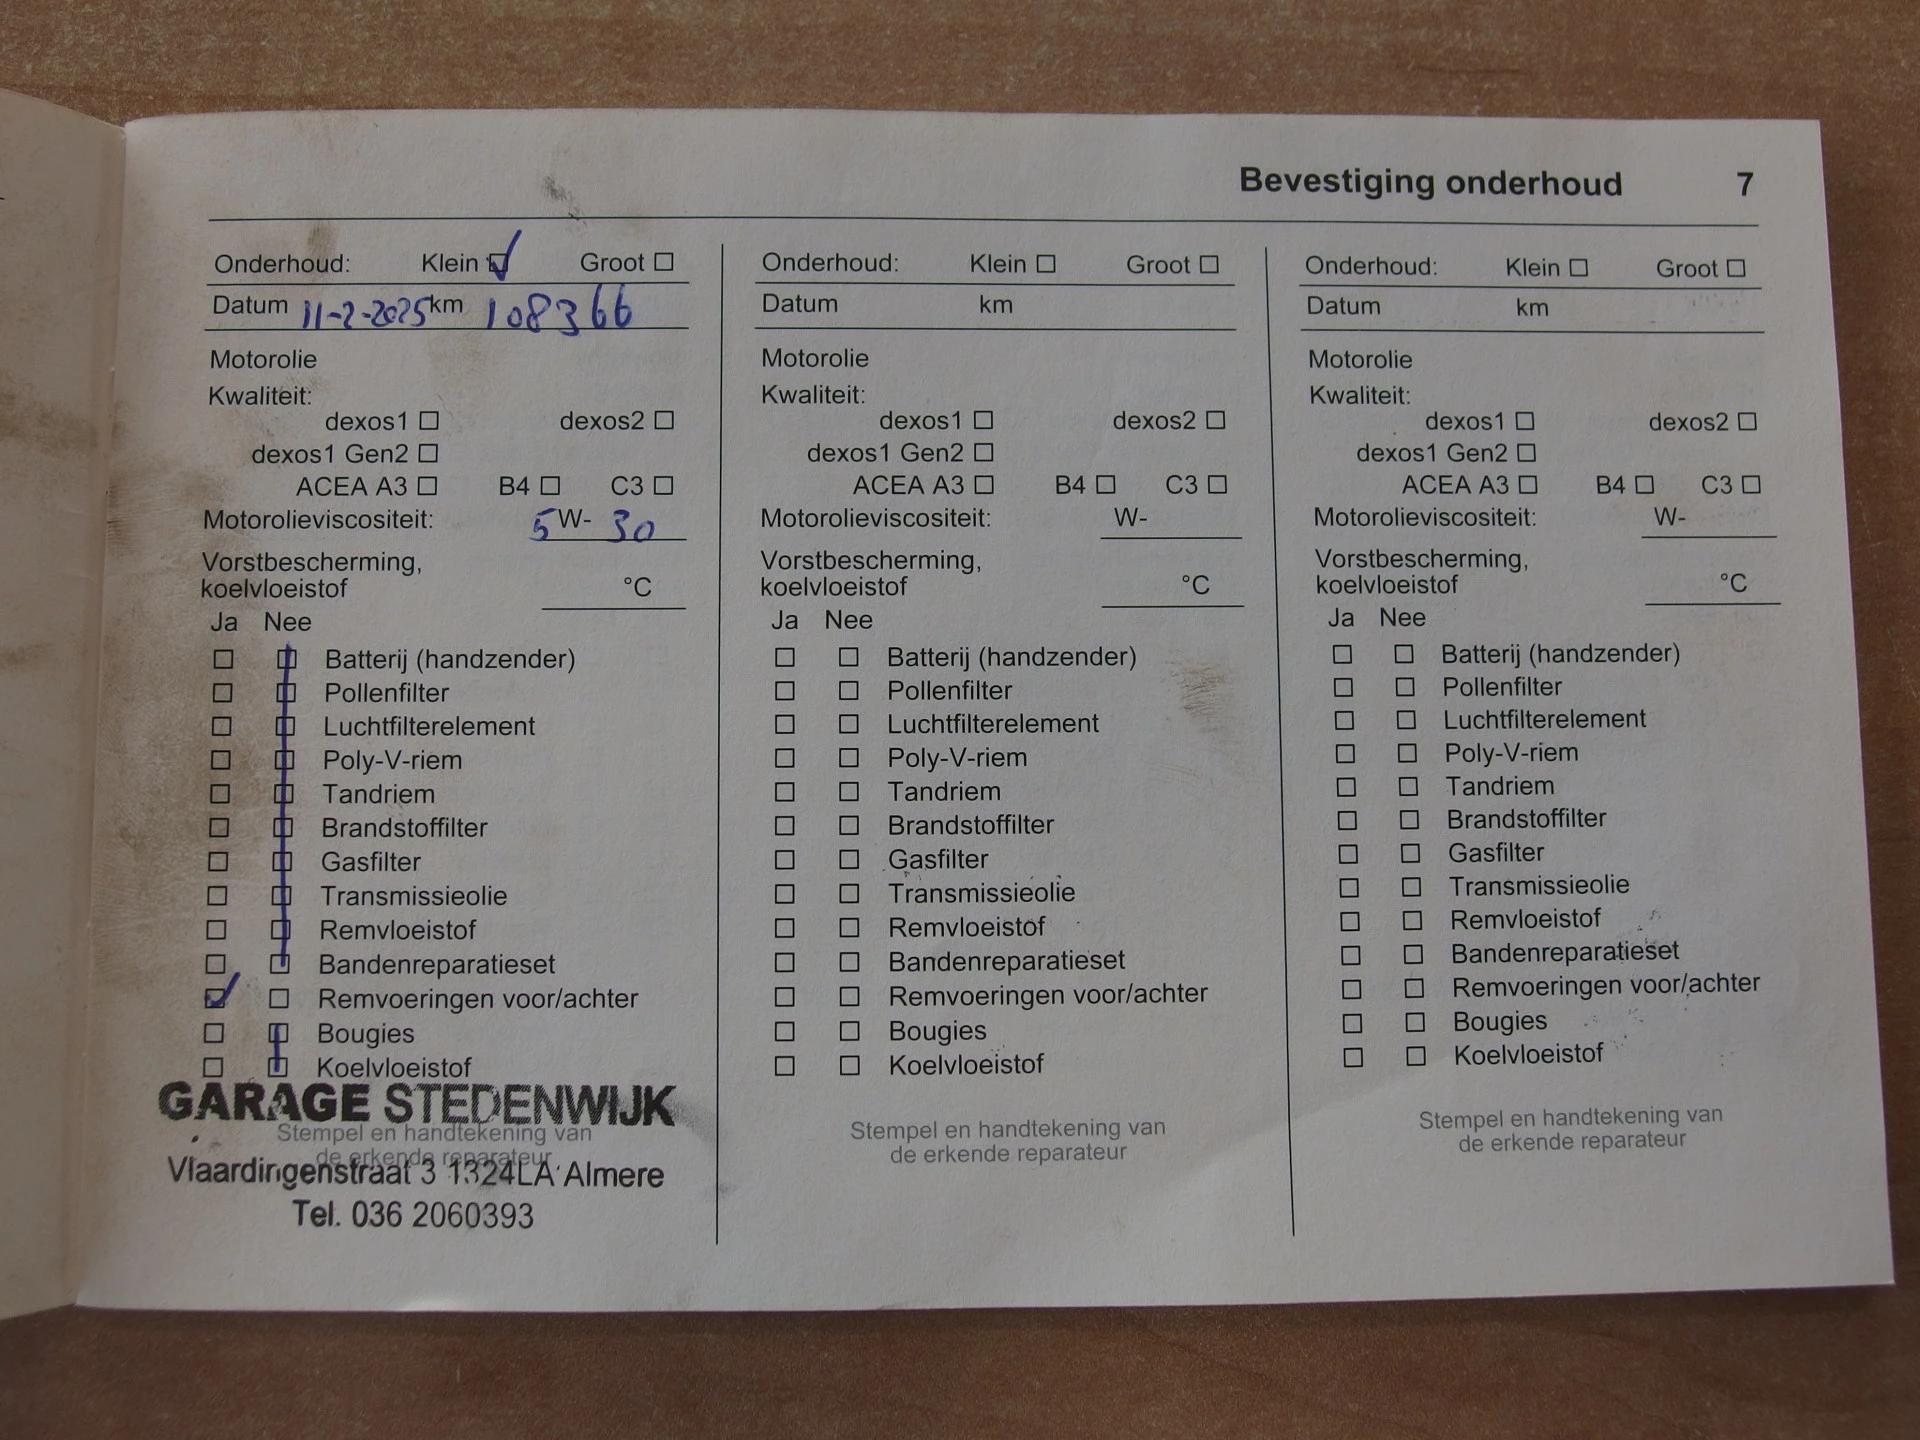 Bevestiging onderhoud 7
Onderhoud: Klein Groot
Datum 11-2-2025 km 108366
Motorolie
Kwaliteit:
dexos1 dexos2
dexos1 Gen2
ACEA A3 B4 C3
Motorolieviscositeit: 5 W- 30
Vorstbescherming,
koelvloeistof °C
Ja Nee
Batterij (handzender)
Pollenfilter
Luchtfilterelement
Poly-V-riem
Tandriem
Brandstoffilter
Gasfilter
Transmissieolie
Remvloeistof
Bandenreparatieset
Remvoeringen voor/achter
Bougies
Koelvloeistof
GARAGE STEDENWIJK
Stempel en handtekening van
de erkende reparateur
Vlaardingenstraat 3 1324LA Almere
Tel. 036 2060393
Onderhoud: Klein Groot
Datum km
Motorolie
Kwaliteit:
dexos1 dexos2
dexos1 Gen2
ACEA A3 B4 C3
Motorolieviscositeit: W-
Vorstbescherming,
koelvloeistof °C
Ja Nee
Batterij (handzender)
Pollenfilter
Luchtfilterelement
Poly-V-riem
Tandriem
Brandstoffilter
Gasfilter
Transmissieolie
Remvloeistof
Bandenreparatieset
Remvoeringen voor/achter
Bougies
Koelvloeistof
Stempel en handtekening van
de erkende reparateur
Onderhoud: Klein Groot
Datum km
Motorolie
Kwaliteit:
dexos1 dexos2
dexos1 Gen2
ACEA A3 B4 C3
Motorolieviscositeit: W-
Vorstbescherming,
koelvloeistof °C
Ja Nee
Batterij (handzender)
Pollenfilter
Luchtfilterelement
Poly-V-riem
Tandriem
Brandstoffilter
Gasfilter
Transmissieolie
Remvloeistof
Bandenreparatieset
Remvoeringen voor/achter
Bougies
Koelvloeistof
Stempel en handtekening van
de erkende reparateur